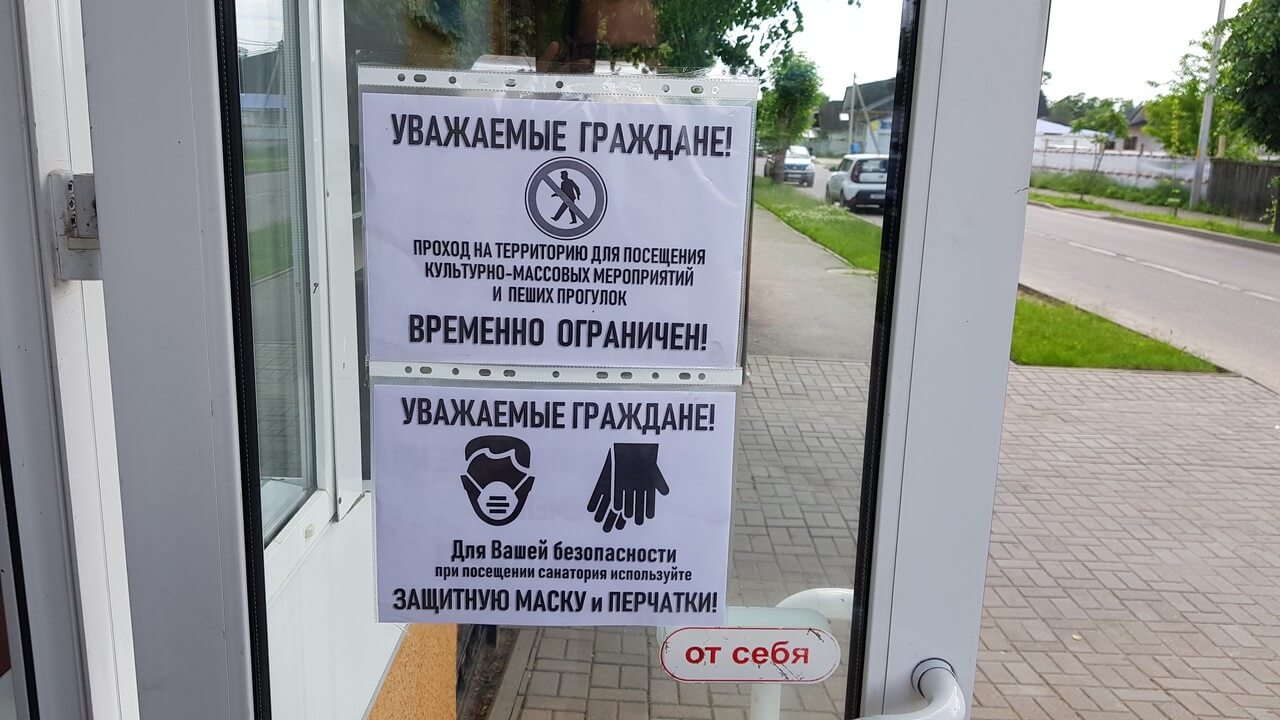 УВАЖАЕМЫЕ ГРАЖДАНЕ!
ПРОХОД НА ТЕРРИТОРИЮ ДЛЯ ПОСЕЩЕНИЯ
КУЛЬТУРНО-МАССОВЫХ МЕРОПРИЯТИЙ
И ПЕШИХ ПРОГУЛОК
ВРЕМЕННО ОГРАНИЧЕН!
УВАЖАЕМЫЕ ГРАЖДАНЕ!
Для Вашей безопасности
при посещении санатория используйте
ЗАЩИТНУЮ МАСКУ и ПЕРЧАТКИ!
от себя